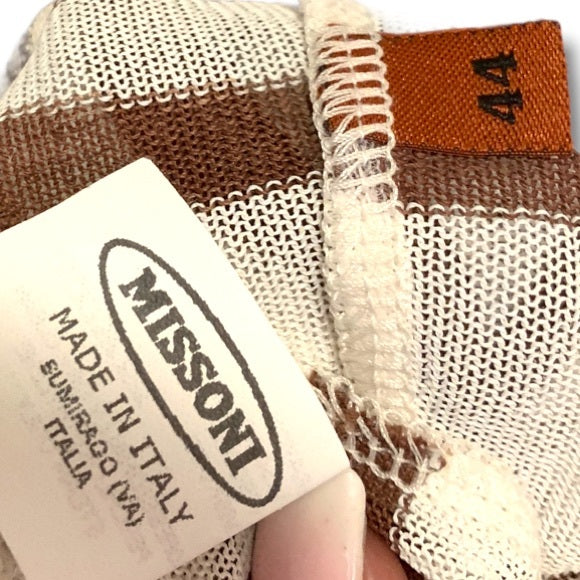 44
MISSONI
MADE IN ITALY
SUMIRAGO (VA)
ITALIA